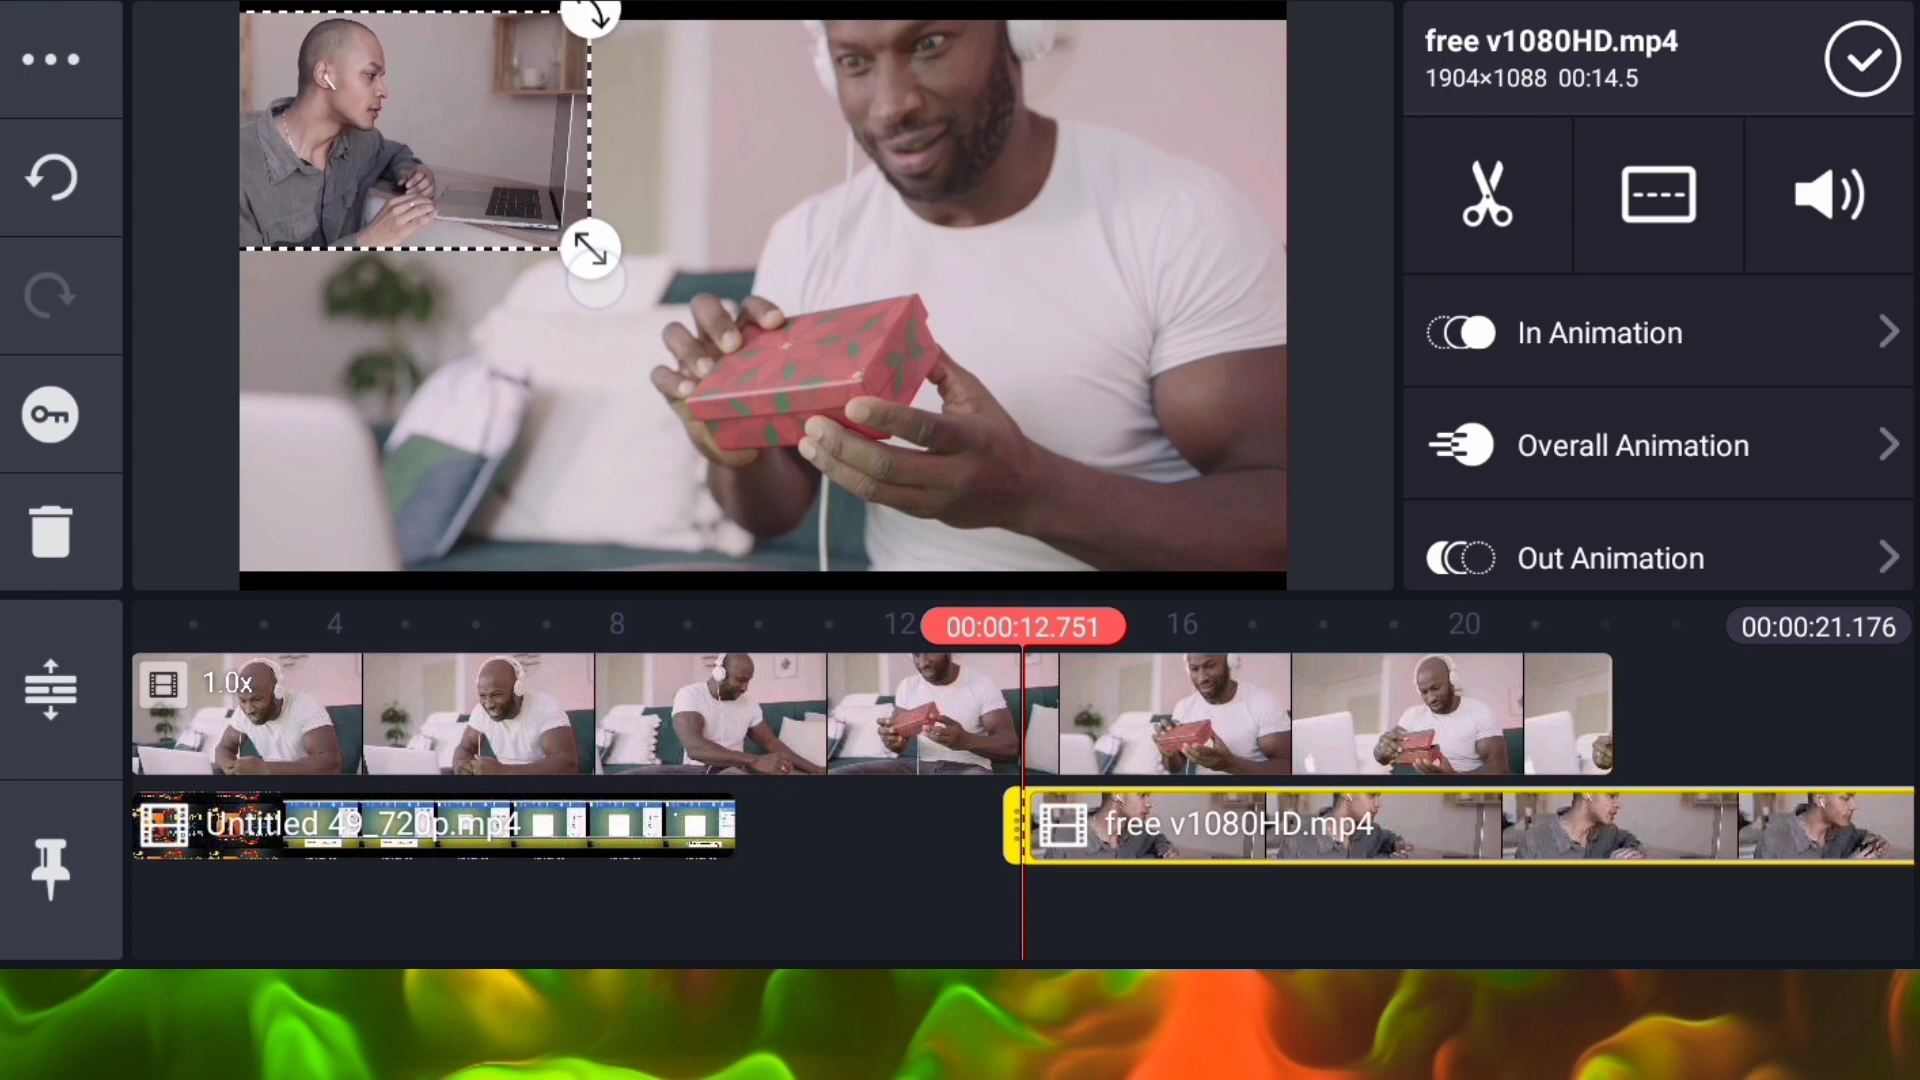 free v1080HD.mp4
1904×1088 00:14.5
In Animation
Overall Animation
Out Animation
4
8
12
00:00:12.751
16
20
00:00:21.176
1.0x
Untitled 49_720p.mp4
free v1080HD.mp4